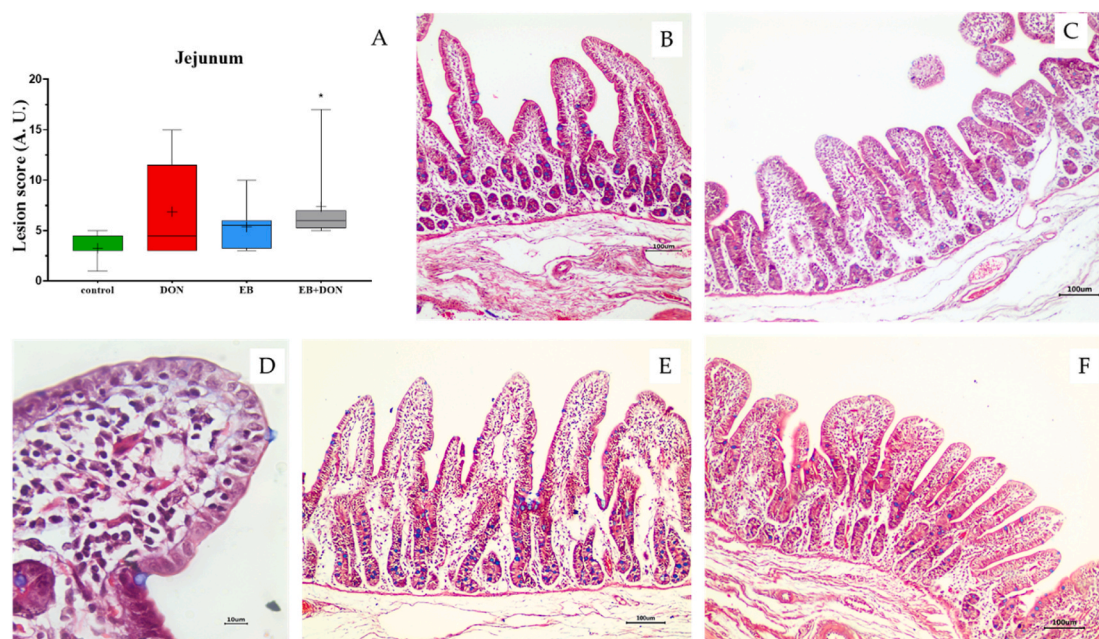 A
Jejunum
Lesion score (A. U.)
20
15
10
5
0
*
control DON EB EB+DON
B
100um
C
100um
D
10um
E
100um
F
100um